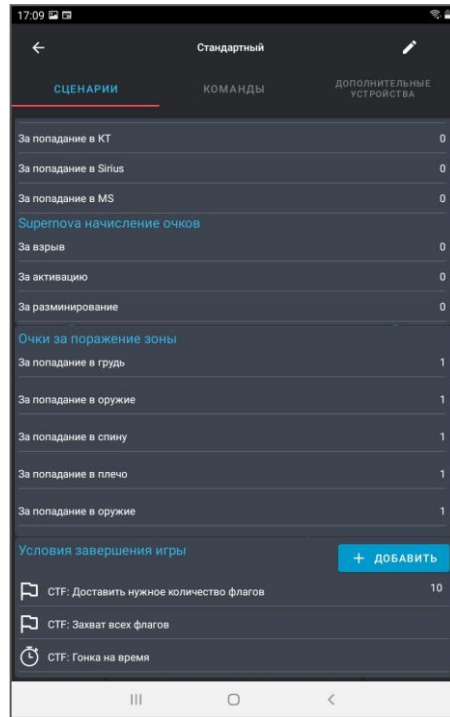 17:09
Стандартный
СЦЕНАРИИ
КОМАНДЫ
ДОПОЛНИТЕЛЬНЫЕ
УСТРОЙСТВА
За попадание в КТ 0
За попадание в Sirius 0
За попадание в MS 0
Supernova начисление очков
За взрыв 0
За активацию 0
За разминирование 0
Очки за поражение зоны
За попадание в грудь 1
За попадание в оружие 1
За попадание в спину 1
За попадание в плечо 1
За попадание в оружие 1
Условия завершения игры
+ ДОБАВИТЬ
CTF: Доставить нужное количество флагов 10
CTF: Захват всех флагов
CTF: Гонка на время